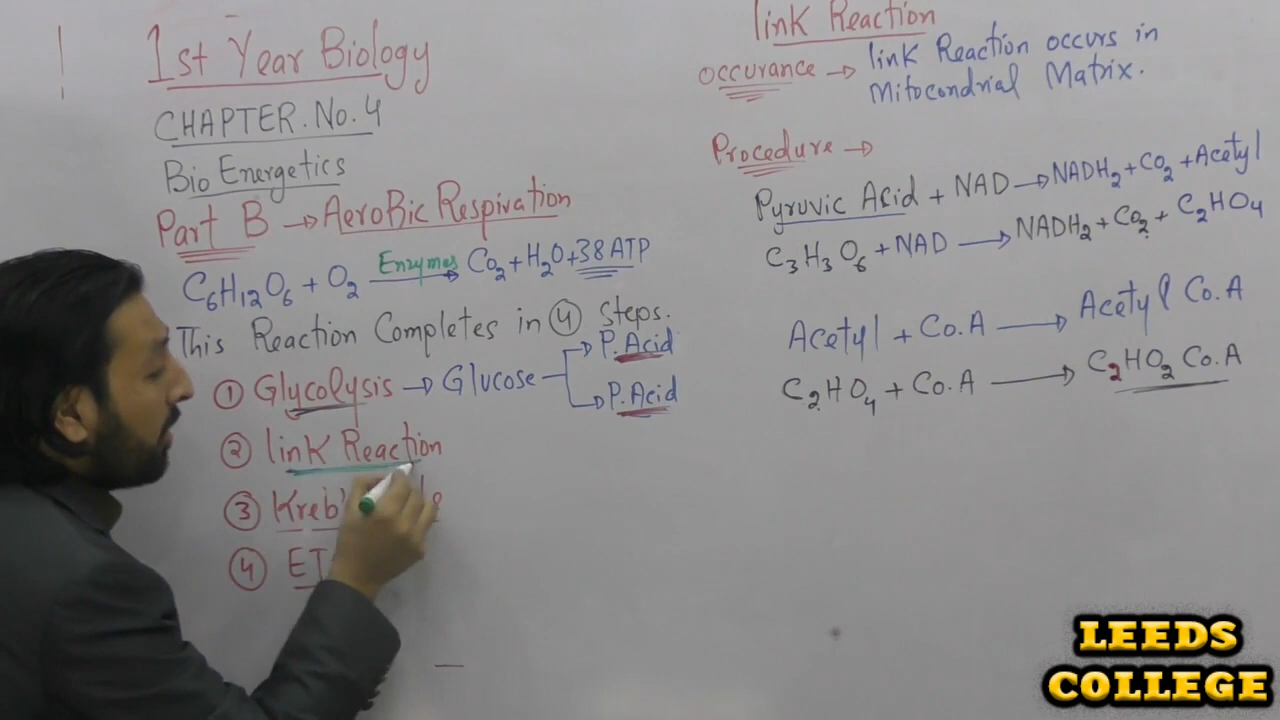 1st Year Biology
CHAPTER. No. 4
Bio Energetics
Part B → AeroBic Respiration
C₆H₁₂O₆ + O₂ Enzymes → Co₂ + H₂O + 38 ATP
This Reaction Completes in ④ Steps.
① Glycolysis → Glucose → P. Acid
→ P. Acid
② link Reaction
③ Kreb'
④ ET
link Reaction
occurance → link Reaction occurs in
Mitocondrial Matrix.
Procedure →
Pyruvic Acid + NAD → NADH₂ + CO₂ + Acetyl
C₃H₃O₆ + NAD → NADH₂ + CO₂ + C₂HO₄
Acetyl + Co.A → Acetyl Co.A
C₂HO₄ + Co.A → C₂HO₂ Co.A
LEEDS
COLLEGE